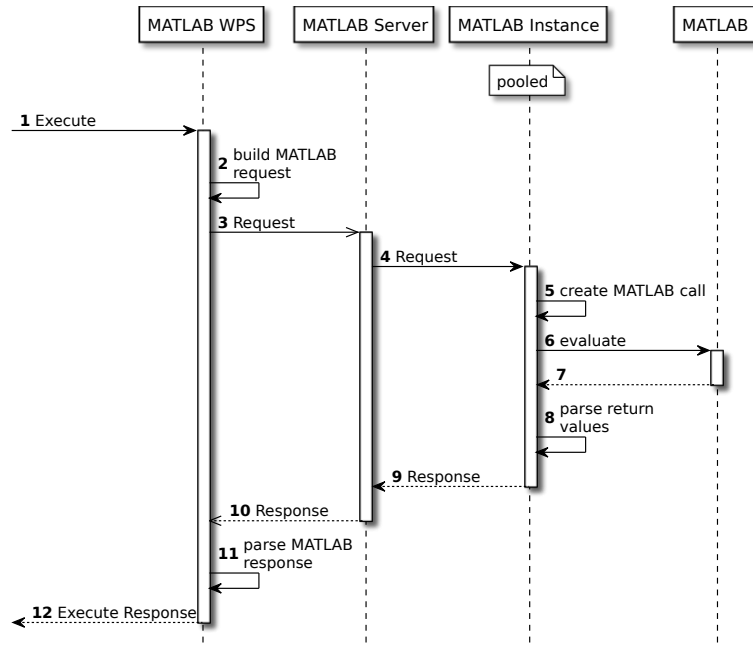 MATLAB WPS
MATLAB Server
MATLAB Instance
MATLAB
pooled
1 Execute
2 build MATLAB
request
3 Request
4 Request
5 create MATLAB call
6 evaluate
7
8 parse return
values
9 Response
10 Response
11 parse MATLAB
response
12 Execute Response